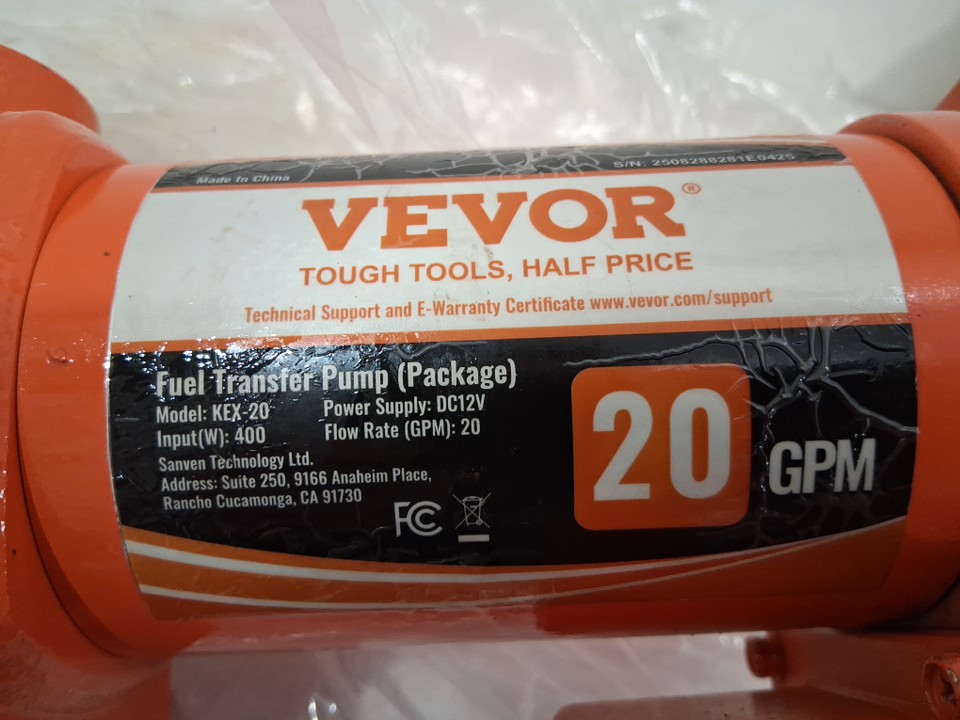 Made In China
S/N: 2508288281E0425
VEVOR®
TOUGH TOOLS, HALF PRICE
Technical Support and E-Warranty Certificate www.vevor.com/support
Fuel Transfer Pump (Package)
Model: KEX-20 Power Supply: DC12V
Input(W): 400 Flow Rate (GPM): 20
Sanven Technology Ltd.
Address: Suite 250, 9166 Anaheim Place,
Rancho Cucamonga, CA 91730
FC
20 GPM